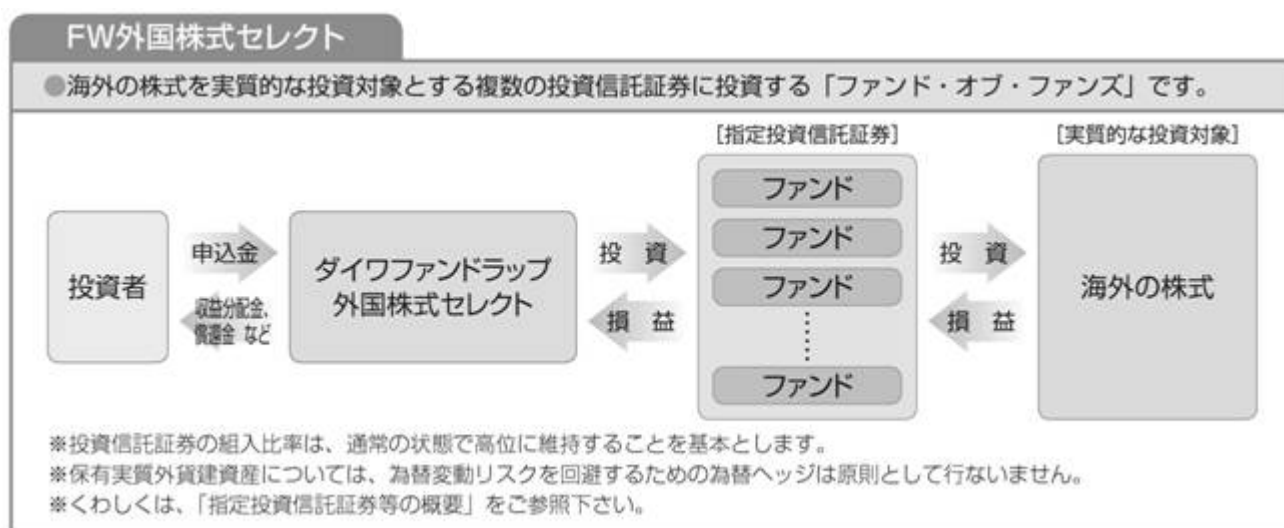 FW外国株式セレクト
●海外の株式を実質的な投資対象とする複数の投資信託証券に投資する「ファンド・オブ・ファンズ」です。
[指定投資信託証券]
[実質的な投資対象]
投資者
申込金
収益分配金、
償還金 など
ダイワファンドラップ
外国株式セレクト
投 資
損 益
ファンド
ファンド
ファンド
ファンド
投 資
損 益
海外の株式
※投資信託証券の組入比率は、通常の状態で高位に維持することを基本とします。
※保有実質外貨建資産については、為替変動リスクを回避するための為替ヘッジは原則として行ないません。
※くわしくは、「指定投資信託証券等の概要」をご参照下さい。